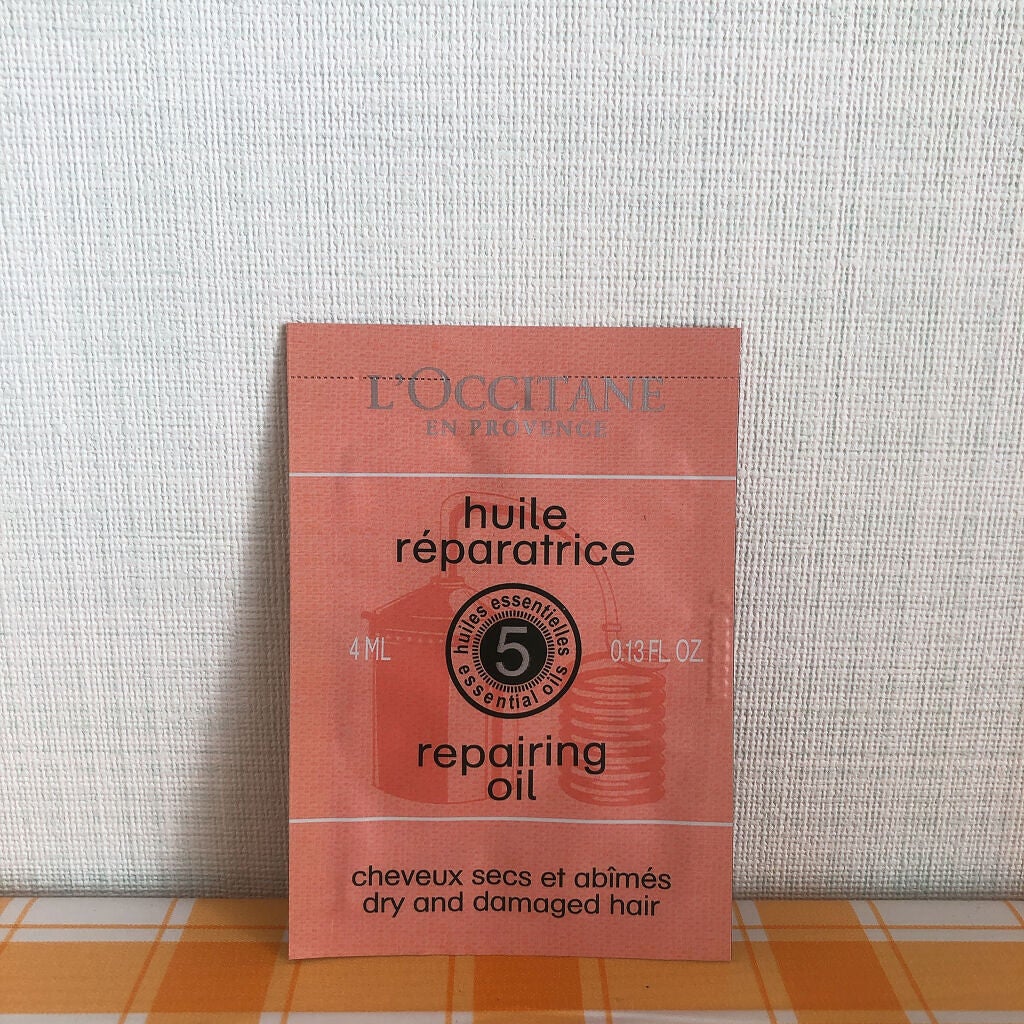 L'OCCITANE
EN PROVENCE
huile
réparatrice
huiles essentielles
4 ML
5
0.13 FL. OZ.
essential oils
repairing
oil
cheveux secs et abîmés
dry and damaged hair